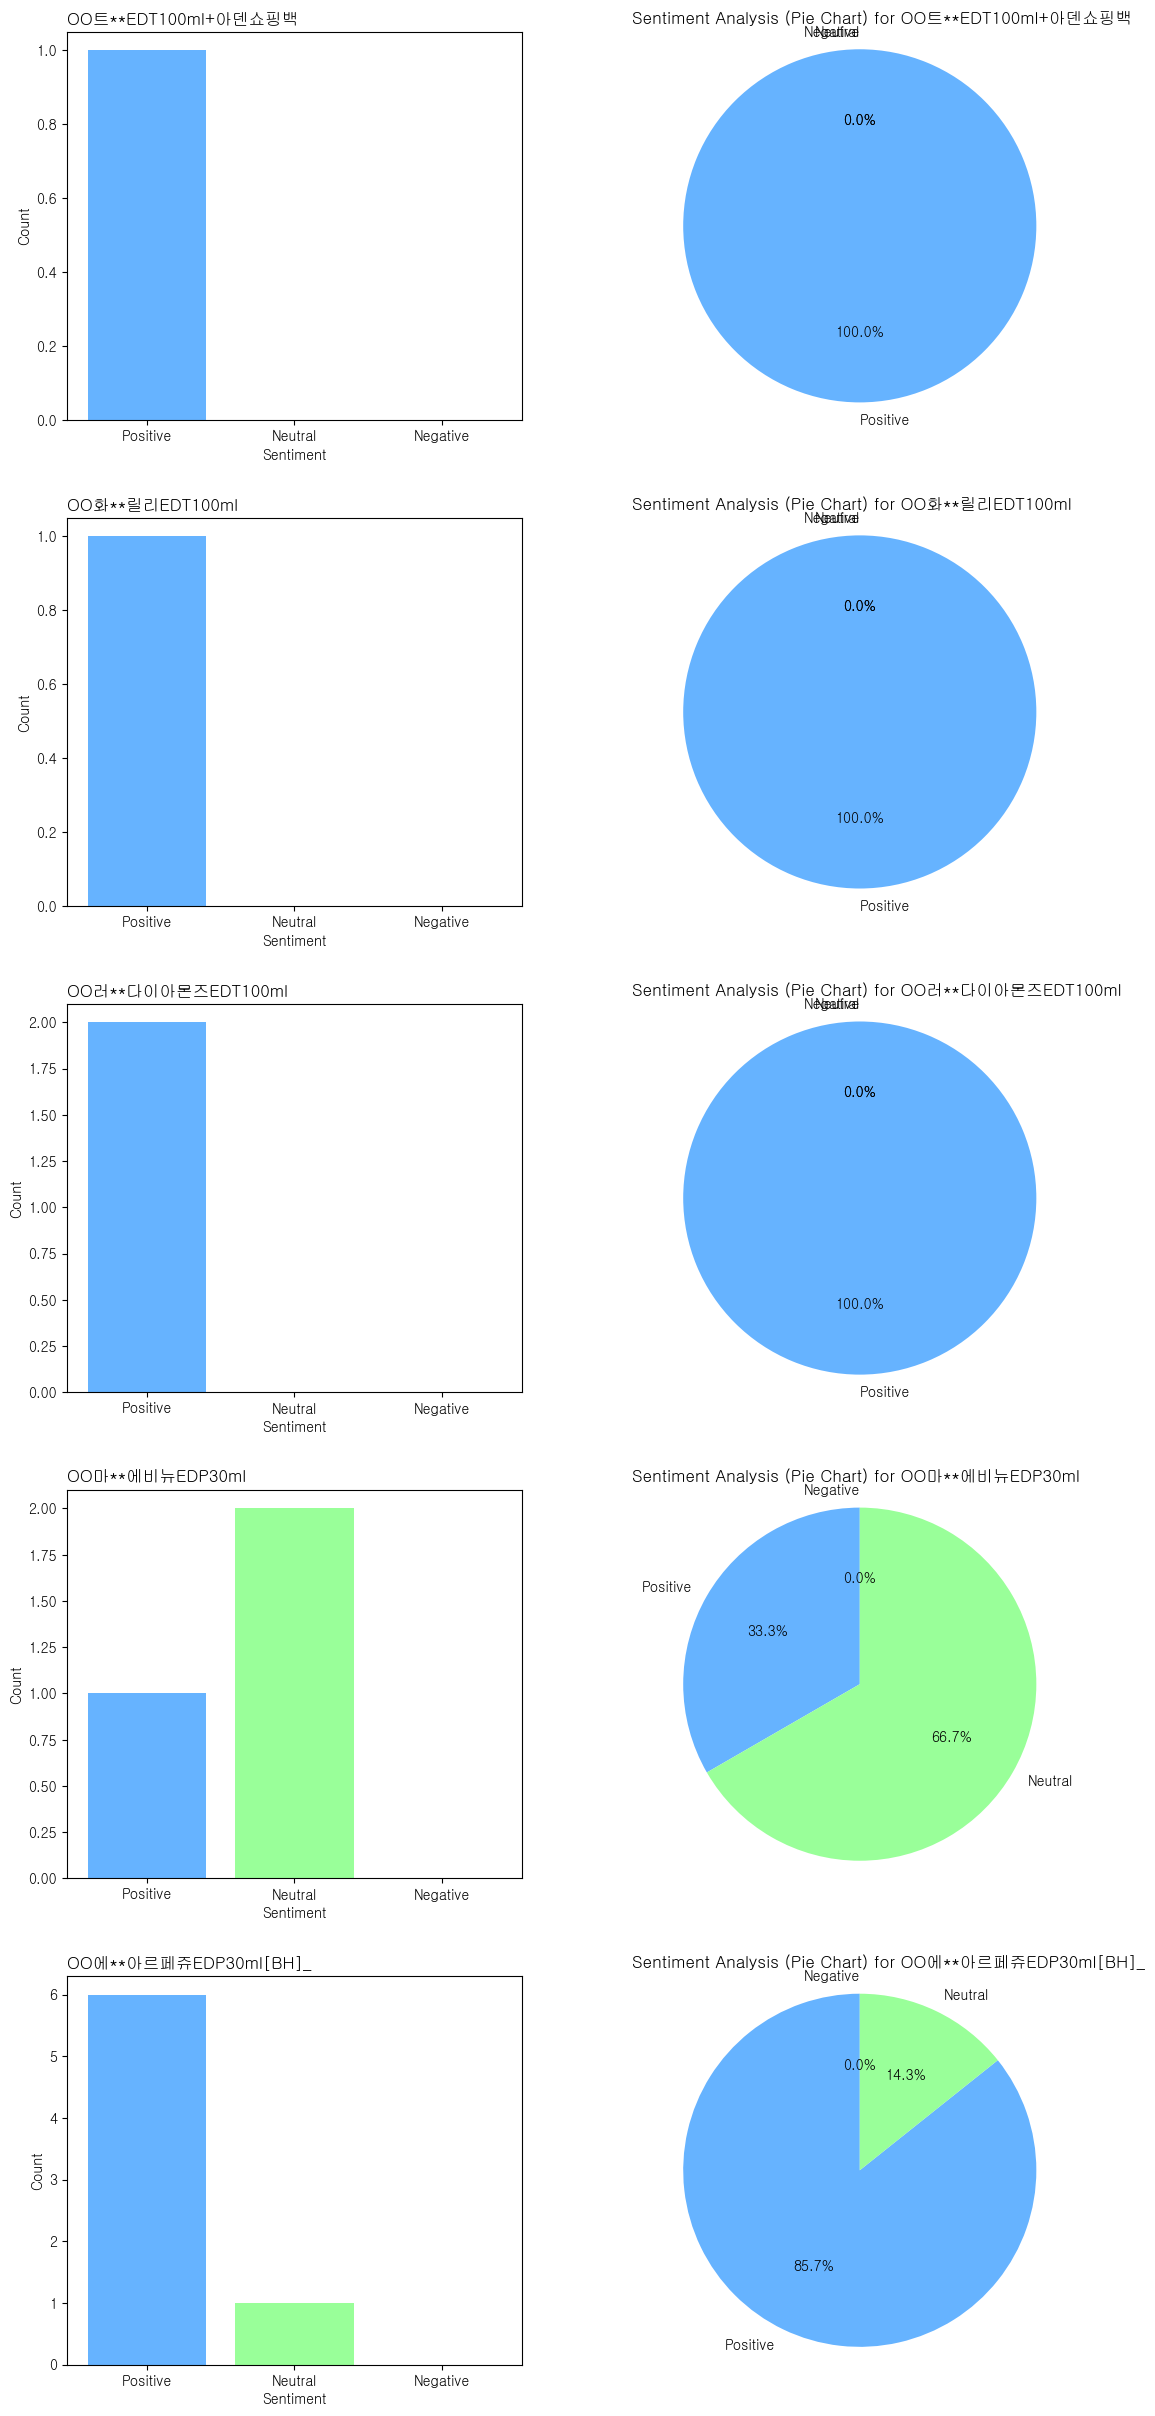 OO트**EDT100ml+아덴쇼핑백
1.0
0.8
0.6
0.4
0.2
0.0
Count
Positive
Neutral
Negative
Sentiment
Sentiment Analysis (Pie Chart) for OO트**EDT100ml+아덴쇼핑백
Negative
Neutral
0.0%
0.0%
100.0%
Positive
OO화**릴리EDT100ml
1.0
0.8
0.6
0.4
0.2
0.0
Count
Positive
Neutral
Negative
Sentiment
Sentiment Analysis (Pie Chart) for OO화**릴리EDT100ml
Negative
Neutral
0.0%
0.0%
100.0%
Positive
OO러**다이아몬즈EDT100ml
2.00
1.75
1.50
1.25
1.00
0.75
0.50
0.25
0.00
Count
Positive
Neutral
Negative
Sentiment
Sentiment Analysis (Pie Chart) for OO러**다이아몬즈EDT100ml
Negative
Neutral
0.0%
0.0%
100.0%
Positive
OO마**에비뉴EDP30ml
2.00
1.75
1.50
1.25
1.00
0.75
0.50
0.25
0.00
Count
Positive
Neutral
Negative
Sentiment
Sentiment Analysis (Pie Chart) for OO마**에비뉴EDP30ml
Negative
Positive
0.0%
33.3%
66.7%
Neutral
OO에**아르페쥬EDP30ml[BH]_
6
5
4
3
2
1
0
Count
Positive
Neutral
Negative
Sentiment
Sentiment Analysis (Pie Chart) for OO에**아르페쥬EDP30ml[BH]_
Negative
Neutral
0.0%
14.3%
85.7%
Positive